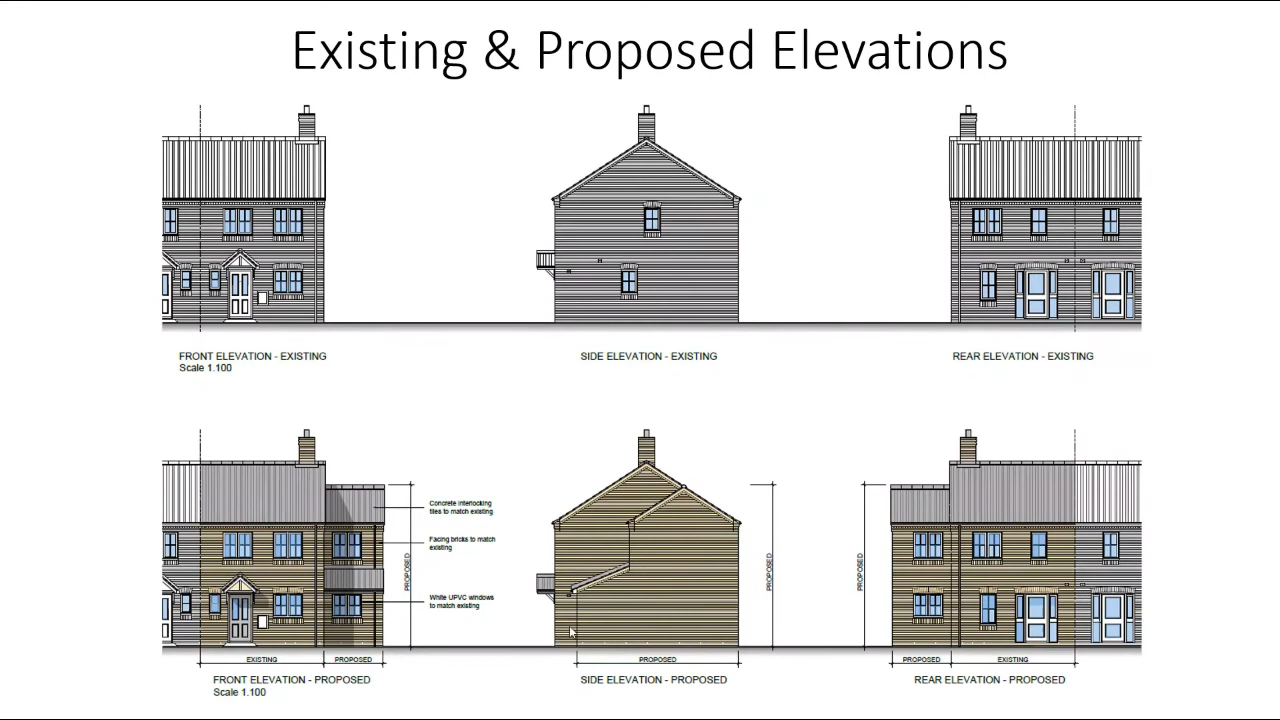 Existing & Proposed Elevations
FRONT ELEVATION - EXISTING
Scale 1.100
SIDE ELEVATION - EXISTING
REAR ELEVATION - EXISTING
Concrete interlocking
tiles to match existing
Facing bricks to match
existing
White UPVC windows
to match existing
PROPOSED
PROPOSED
PROPOSED
EXISTING
PROPOSED
PROPOSED
PROPOSED
EXISTING
FRONT ELEVATION - PROPOSED
Scale 1.100
SIDE ELEVATION - PROPOSED
REAR ELEVATION - PROPOSED